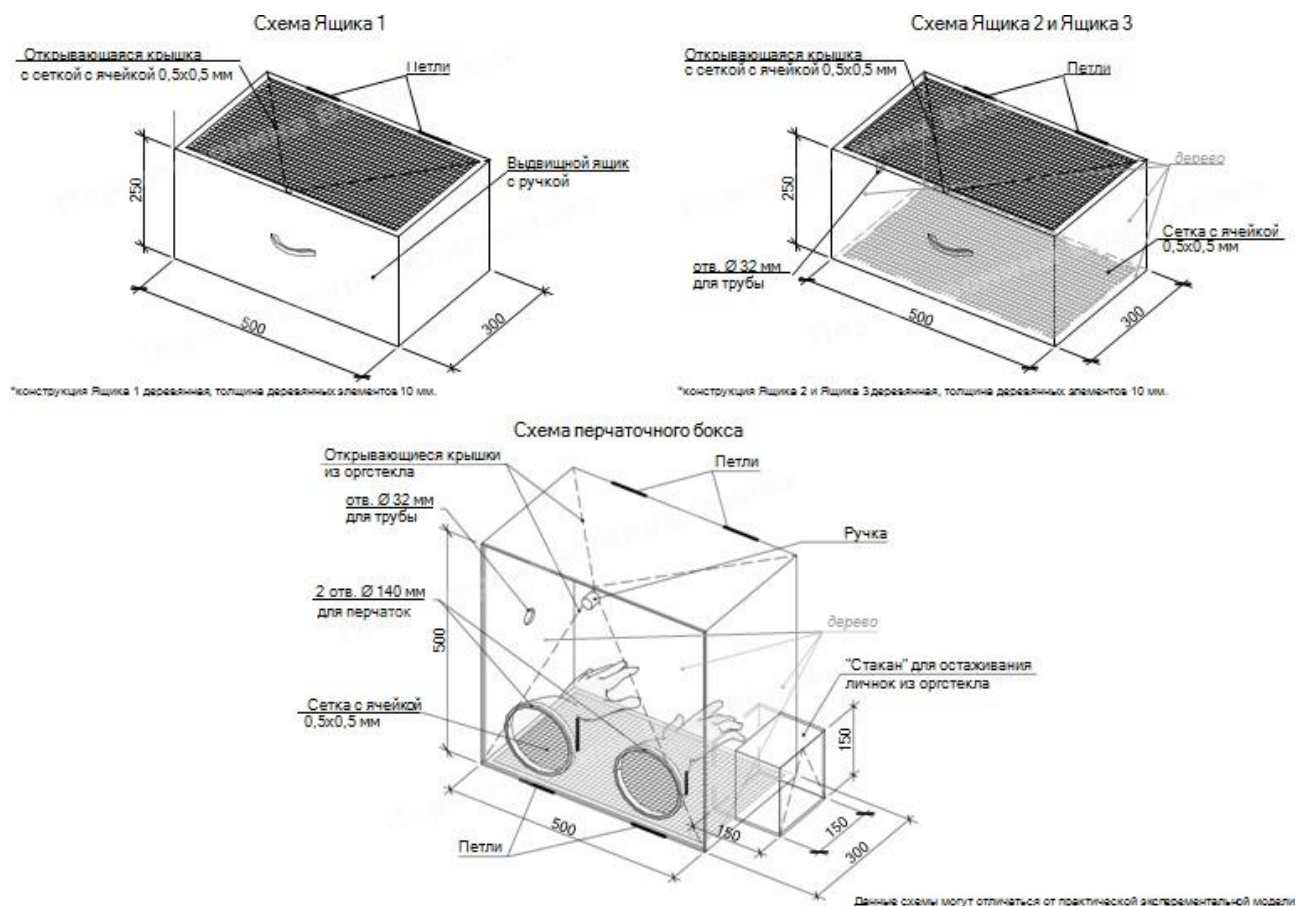 Схема Ящика 1
Открывающаяся крышка
с сеткой с ячейкой 0,5х0,5 мм
Петли
Выдвищной ящик
с ручкой
250
500
300
*конструкция Ящика 1 деревянная, толщина деревянных элементов 10 мм.
Схема Ящика 2 и Ящика 3
Открывающаяся крышка
с сеткой с ячейкой 0,5х0,5 мм
Петли
дерево
250
Сетка с ячейкой
0,5х0,5 мм
отв. Ø 32 мм
для трубы
500
300
*конструкция Ящика 2 и Ящика 3 деревянная, толщина деревянных элементов 10 мм.
Схема перчаточного бокса
Открывающиеся крышки
из оргстекла
Петли
отв. Ø 32 мм
для трубы
Ручка
2 отв. Ø 140 мм
для перчаток
дерево
500
"Стакан" для остаживания
личнок из оргстекла
Сетка с ячейкой
0,5х0,5 мм
150
500
150
150
300
Петли
Данные схемы могут отличаться от практической эксперементальной модели